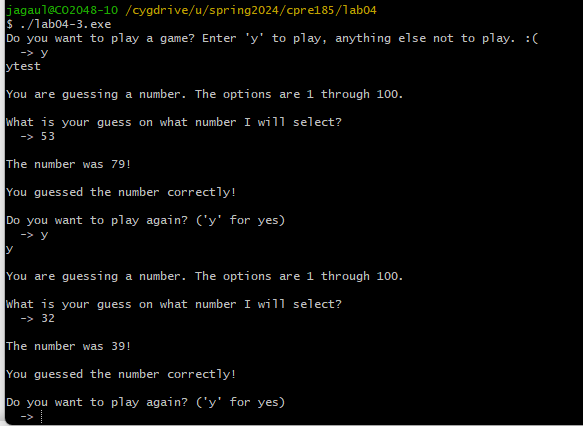 jagaul@CO2048-10 /cygdrive/u/spring2024/cpre185/lab04
$ ./lab04-3.exe
Do you want to play a game? Enter 'y' to play, anything else not to play. :(
  -> y
ytest
You are guessing a number. The options are 1 through 100.
What is your guess on what number I will select?
  -> 53
The number was 79!
You guessed the number correctly!
Do you want to play again? ('y' for yes)
  -> y
y
You are guessing a number. The options are 1 through 100.
What is your guess on what number I will select?
  -> 32
The number was 39!
You guessed the number correctly!
Do you want to play again? ('y' for yes)
  ->